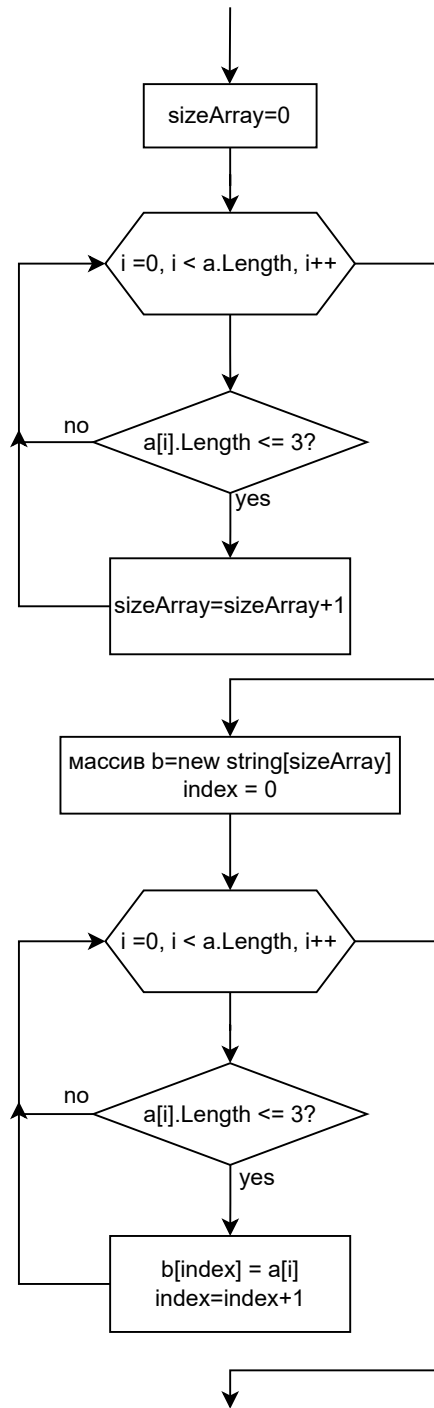 sizeArray=0
i =0, i < a.Length, i++
no
a[i].Length <= 3?
yes
sizeArray=sizeArray+1
массив b=new string[sizeArray]
index = 0
i =0, i < a.Length, i++
no
a[i].Length <= 3?
yes
b[index] = a[i]
index=index+1